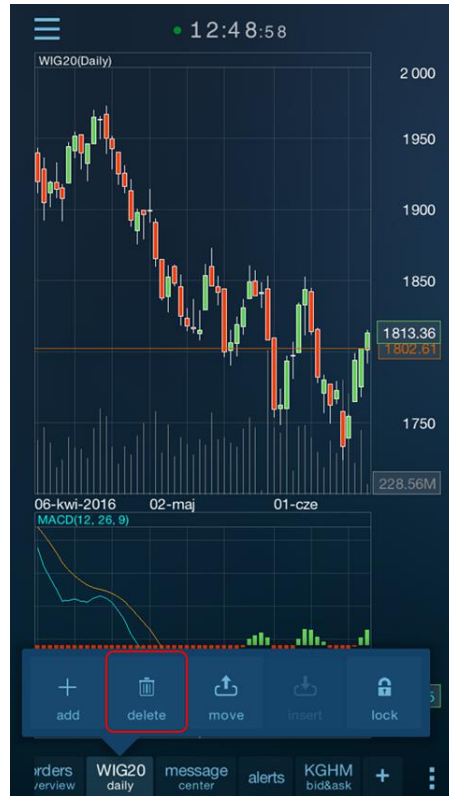 12:48:58
WIG20(Daily)
2 000
1950
1900
1850
1813.36
1802.61
1750
228.56M
06-kwi-2016 02-maj 01-cze
MACD(12, 26, 9)
5
add delete move insert lock
orders WIG20 message alerts KGHM +
verview daily center bid&ask